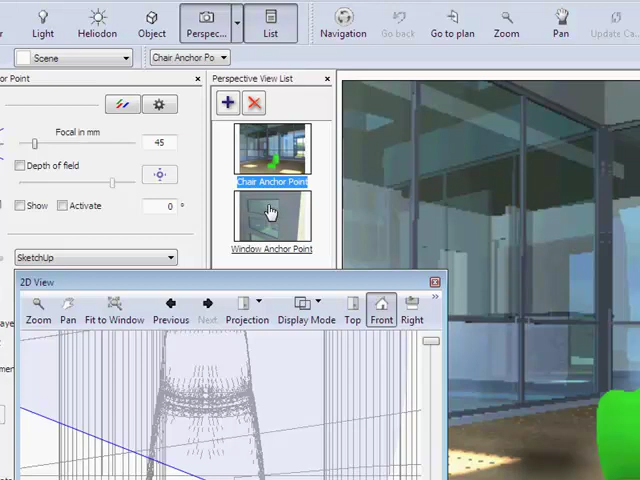 Light Heliodon Object Perspec... List Navigation Go back Go to plan Zoom Pan Update Ca
Scene Chair Anchor Po
Point × Perspective View List ×
Focal in mm
45
Depth of field
Show Activate 0 °
Chair Anchor Point
Window Anchor Point
SketchUp
2D View
Zoom Pan Fit to Window Previous Next Projection Display Mode Top Front Right »